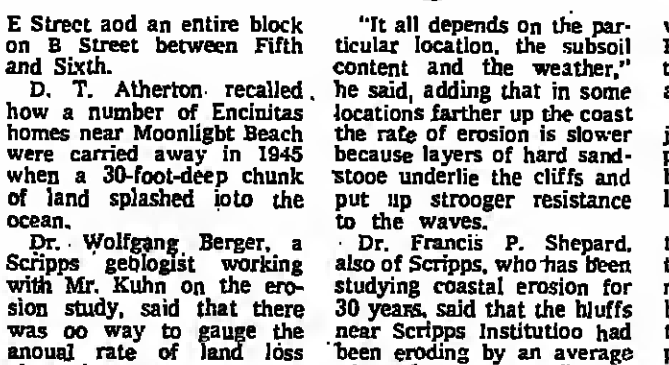 E Street and an entire block
on B Street between Fifth
and Sixth.
D. T. Atherton recalled
how a number of Encinitas
homes near Moonlight Beach
were carried away in 1945
when a 30-foot-deep chunk
of land splashed into the
ocean.
Dr. Wolfgang Berger, a
Scripps geologist working
with Mr. Kuhn on the ero-
sion study, said that there
was no way to gauge the
annual rate of land loss
"It all depends on the par-
ticular location, the subsoil
content and the weather,"
he said, adding that in some
locations farther up the coast
the rate of erosion is slower
because layers of hard sand-
stone underlie the cliffs and
put up stronger resistance
to the waves.
Dr. Francis P. Shepard,
also of Scripps, who has been
studying coastal erosion for
30 years, said that the bluffs
near Scripps Institution had
been eroding by an average